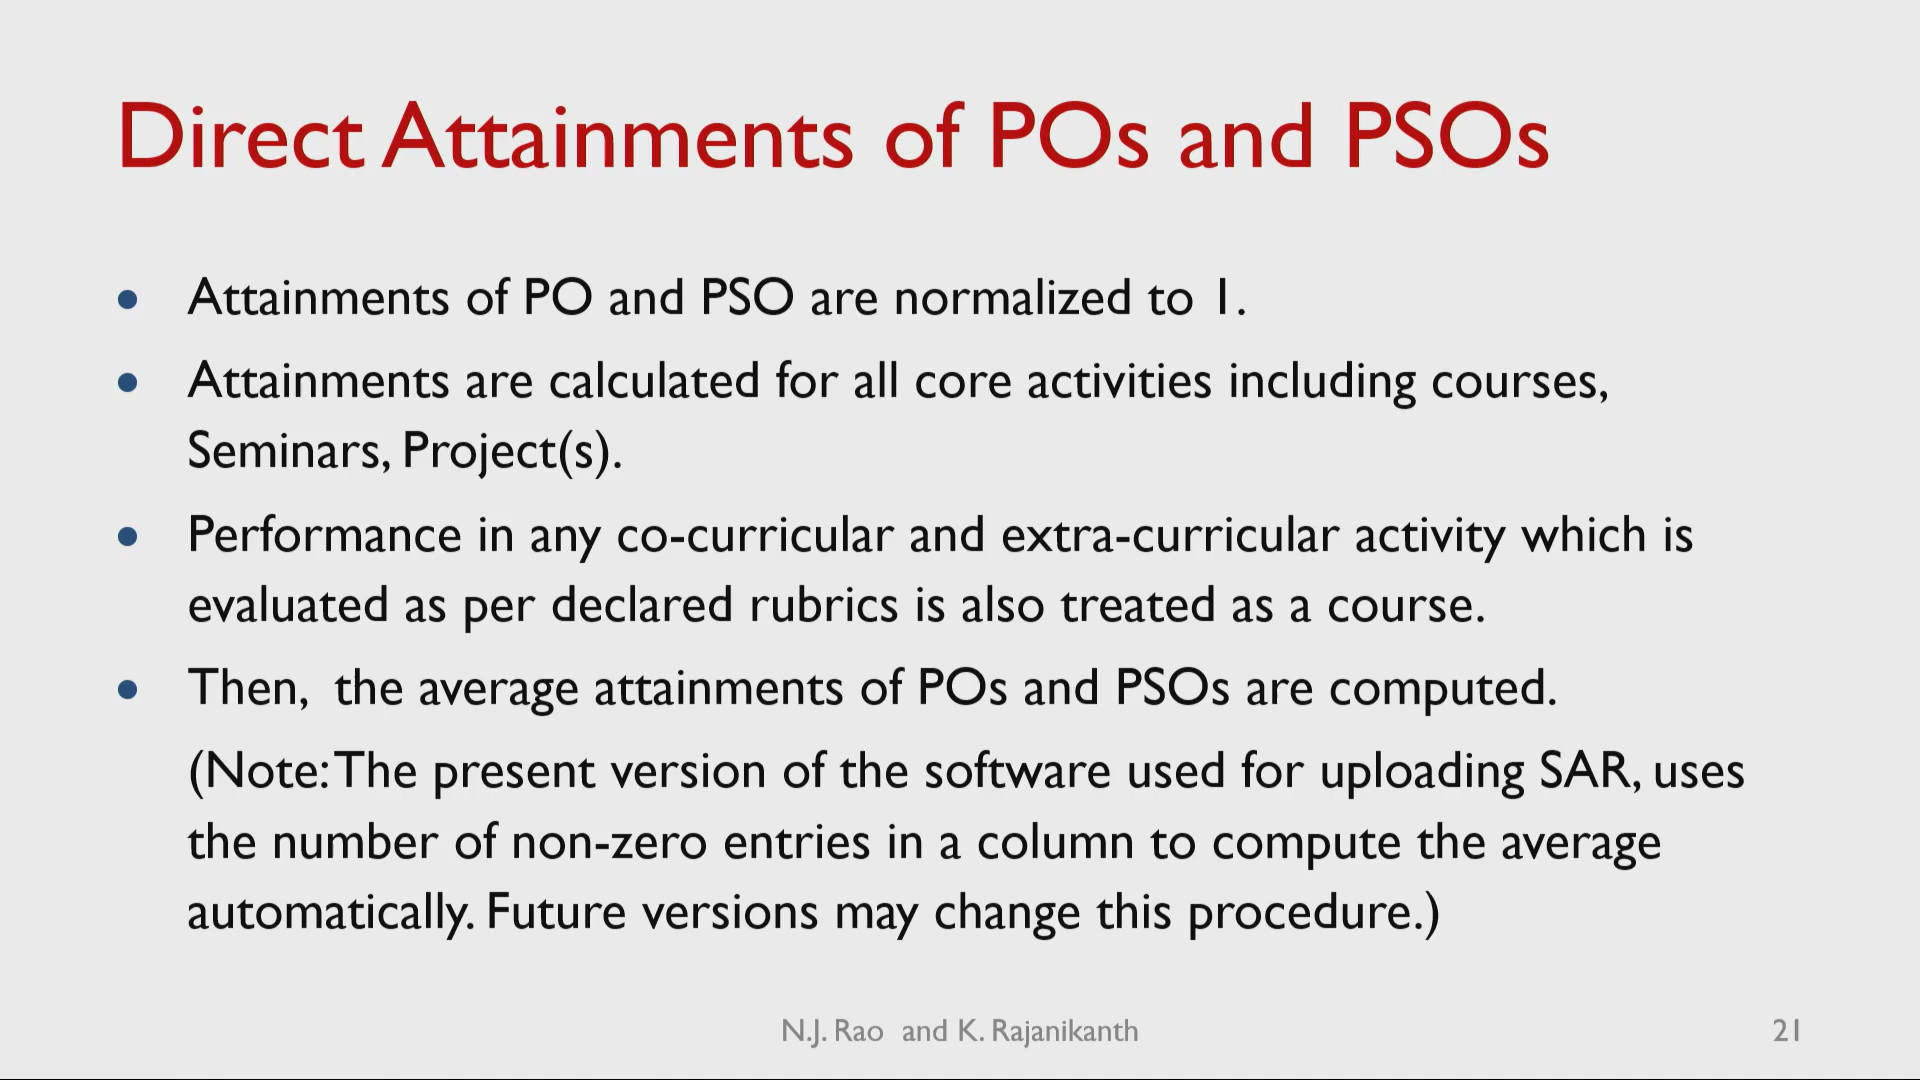 Direct Attainments of POs and PSOs
• Attainments of PO and PSO are normalized to 1.
• Attainments are calculated for all core activities including courses,
Seminars, Project(s).
• Performance in any co-curricular and extra-curricular activity which is
evaluated as per declared rubrics is also treated as a course.
• Then,  the average attainments of POs and PSOs are computed.
(Note: The present version of the software used for uploading SAR, uses
the number of non-zero entries in a column to compute the average
automatically. Future versions may change this procedure.)
N.J. Rao  and K. Rajanikanth
21